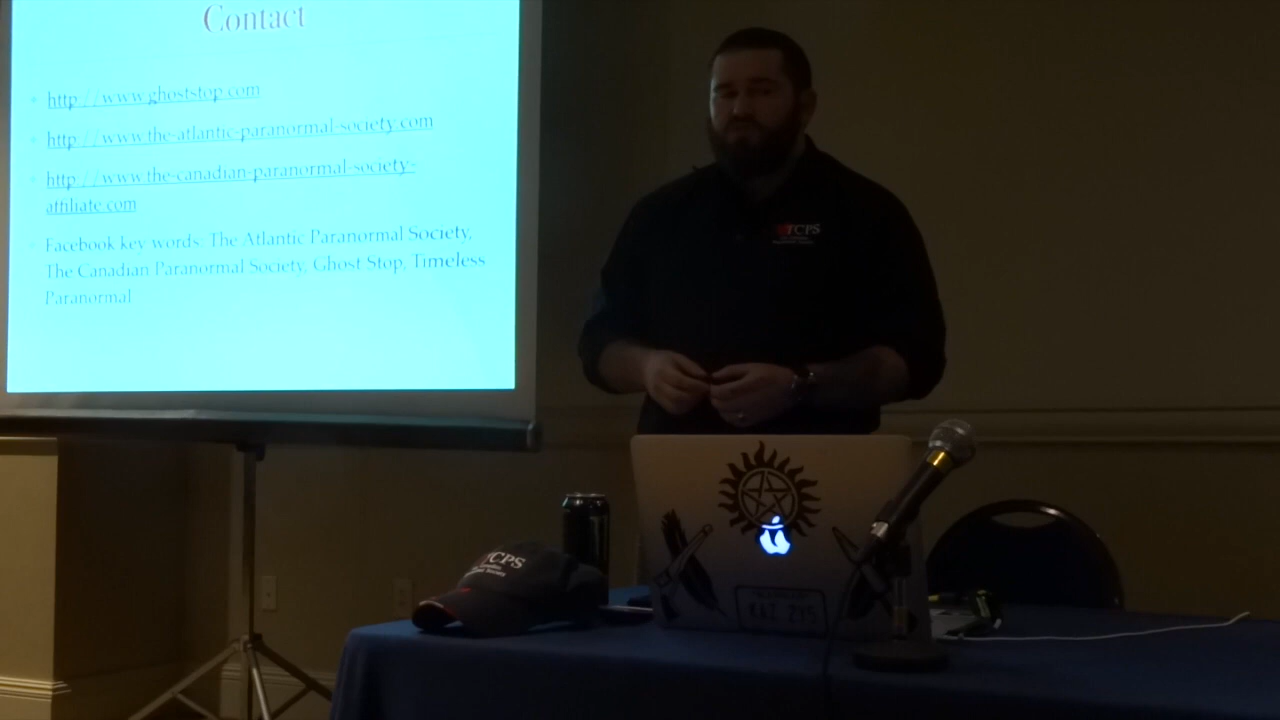 Contact
http://www.ghoststop.com
http://www.the-atlantic-paranormal-society.com
http://www.the-canadian-paranormal-society-
affiliate.com
Facebook key words: The Atlantic Paranormal Society,
The Canadian Paranormal Society, Ghost Stop, Timeless
Paranormal
TCPS
TCPS